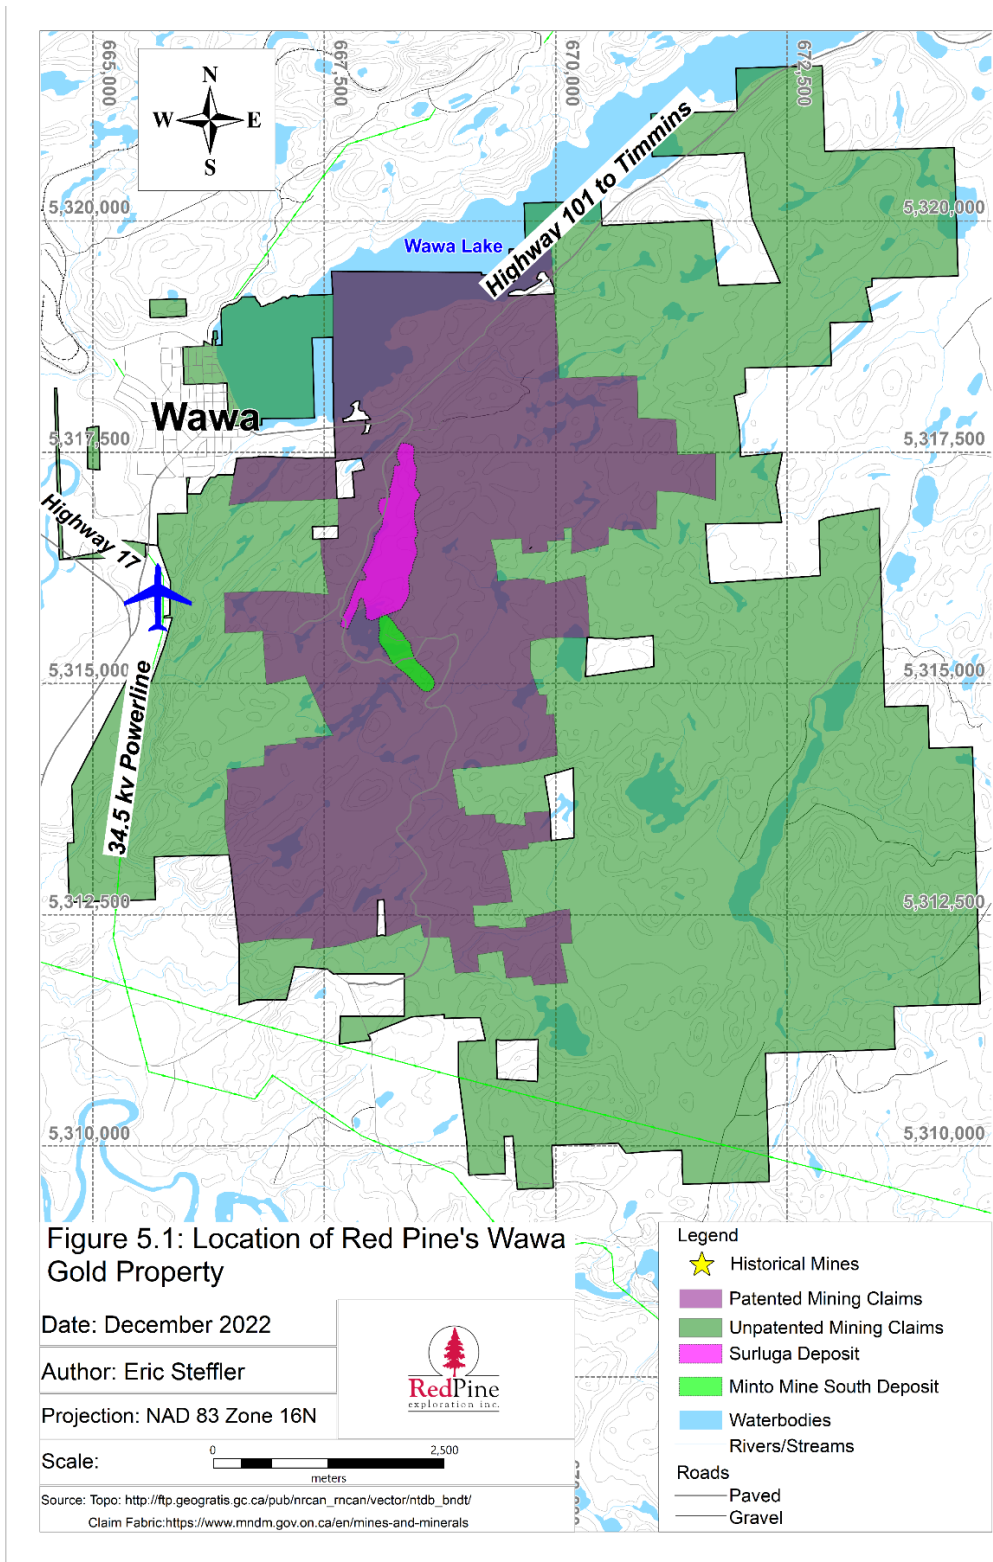 665,000
667,500
670,000
672,500
N
W E
S
Highway 101 to Timmins
5,320,000
5,320,000
Wawa Lake
Wawa
5,317,500
5,317,500
Highway 17
5,315,000
5,315,000
34.5 kv Powerline
5,312,500
5,312,500
5,310,000
5,310,000
Figure 5.1: Location of Red Pine's Wawa
Gold Property
Date: December 2022
Author: Eric Steffler
Projection: NAD 83 Zone 16N
Scale:
0 2,500
meters
RedPine
exploration inc.
Source: Topo: http://ftp.geogratis.gc.ca/pub/nrcan_rncan/vector/ntdb_bndt/
Claim Fabric:https://www.mndm.gov.on.ca/en/mines-and-minerals
Legend
Historical Mines
Patented Mining Claims
Unpatented Mining Claims
Surluga Deposit
Minto Mine South Deposit
Waterbodies
Rivers/Streams
Roads
Paved
Gravel